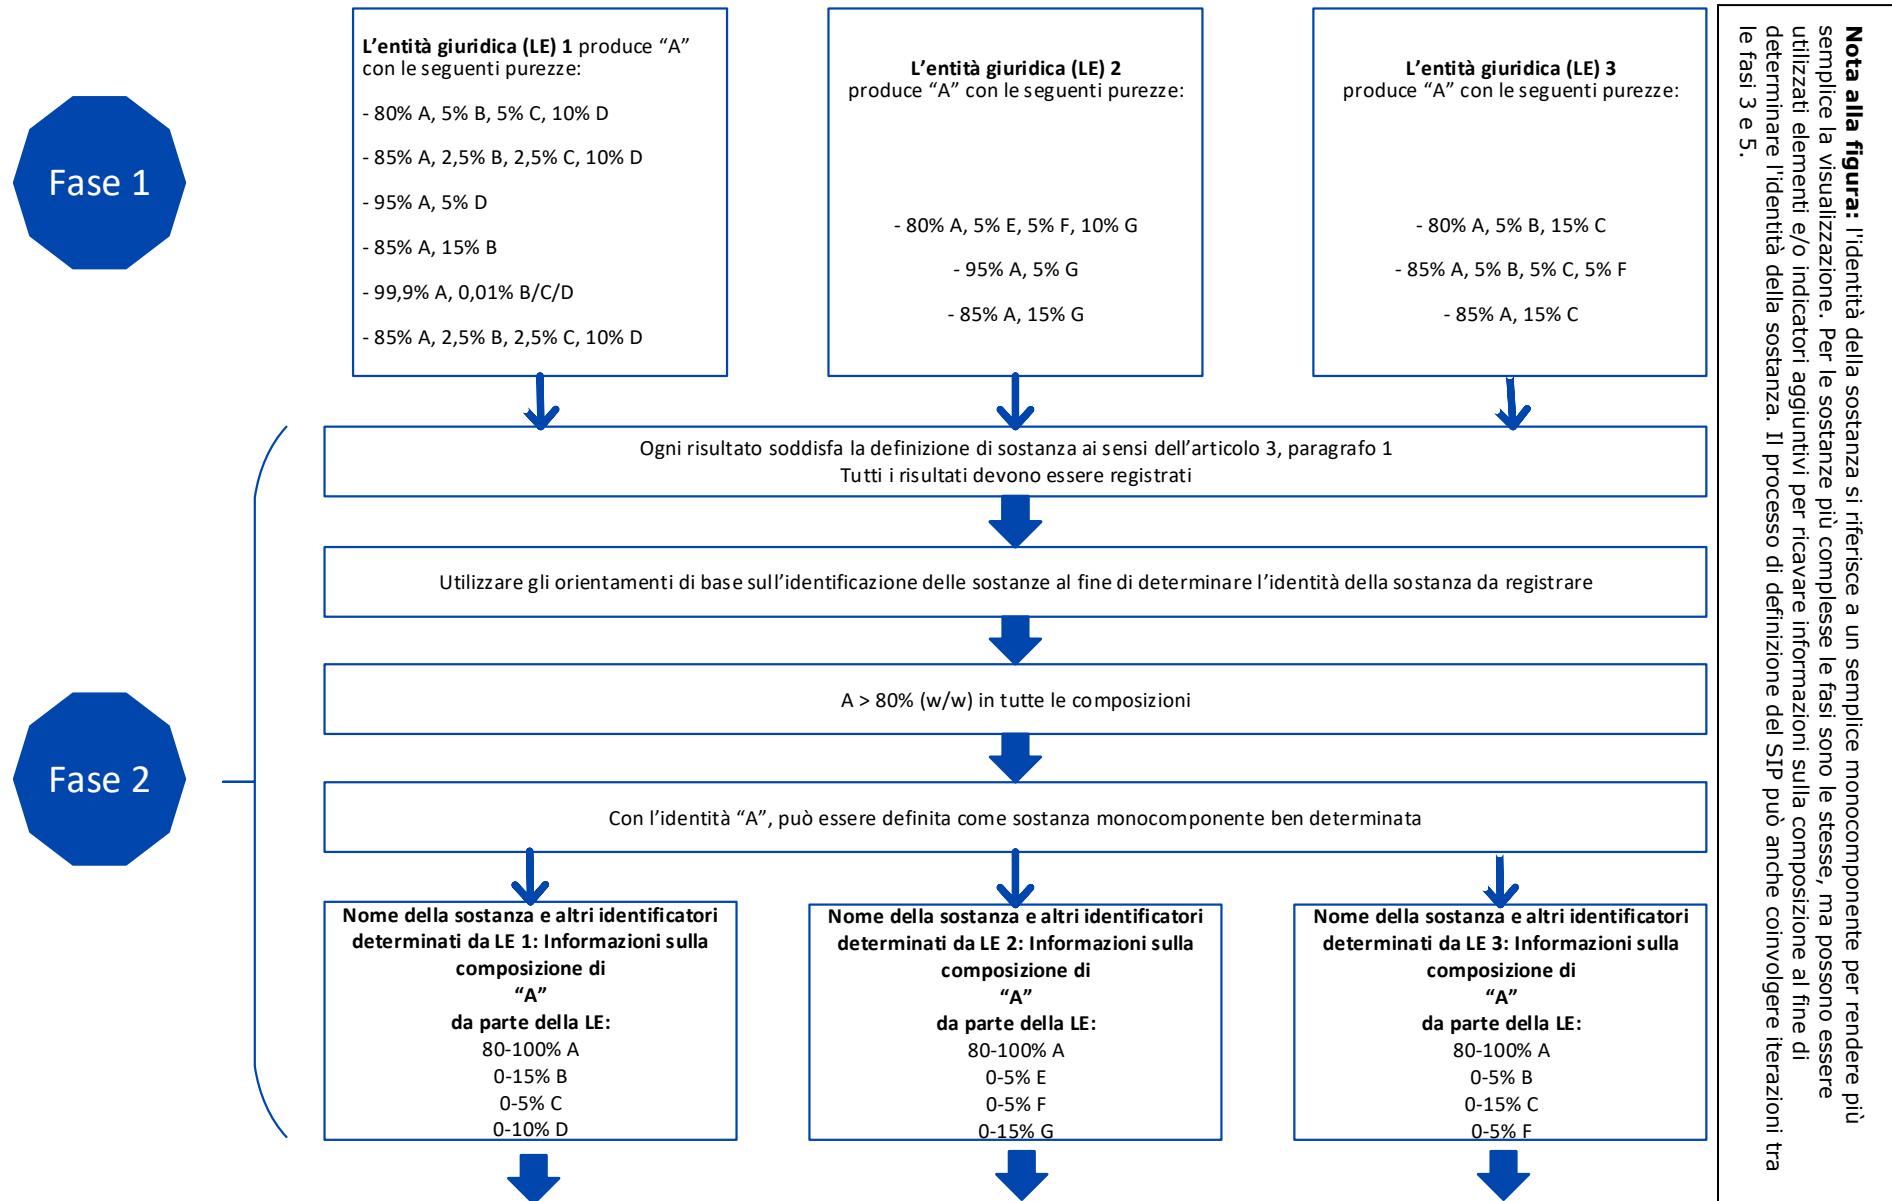 Fase 1
L’entità giuridica (LE) 1 produce “A”
con le seguenti purezze:
- 80% A, 5% B, 5% C, 10% D
- 85% A, 2,5% B, 2,5% C, 10% D
- 95% A, 5% D
- 85% A, 15% B
- 99,9% A, 0,01% B/C/D
- 85% A, 2,5% B, 2,5% C, 10% D
L’entità giuridica (LE) 2
produce “A” con le seguenti purezze:
- 80% A, 5% E, 5% F, 10% G
- 95% A, 5% G
- 85% A, 15% G
L’entità giuridica (LE) 3
produce “A” con le seguenti purezze:
- 80% A, 5% B, 15% C
- 85% A, 5% B, 5% C, 5% F
- 85% A, 15% C
Fase 2
Ogni risultato soddisfa la definizione di sostanza ai sensi dell’articolo 3, paragrafo 1
Tutti i risultati devono essere registrati
Utilizzare gli orientamenti di base sull’identificazione delle sostanze al fine di determinare l’identità della sostanza da registrare
A > 80% (w/w) in tutte le composizioni
Con l’identità “A”, può essere definita come sostanza monocomponente ben determinata
Nome della sostanza e altri identificatori
determinati da LE 1: Informazioni sulla
composizione di
“A”
da parte della LE:
80-100% A
0-15% B
0-5% C
0-10% D
Nome della sostanza e altri identificatori
determinati da LE 2: Informazioni sulla
composizione di
“A”
da parte della LE:
80-100% A
0-5% E
0-5% F
0-15% G
Nome della sostanza e altri identificatori
determinati da LE 3: Informazioni sulla
composizione di
“A”
da parte della LE:
80-100% A
0-5% B
0-15% C
0-5% F
Nota alla figura: l'identità della sostanza si riferisce a un semplice monocomponente per rendere più
semplice la visualizzazione. Per le sostanze più complesse le fasi sono le stesse, ma possono essere
utilizzati elementi e/o indicatori aggiuntivi per ricavare informazioni sulla composizione al fine di
determinare l'identità della sostanza. Il processo di definizione del SIP può anche coinvolgere iterazioni tra
le fasi 3 e 5.